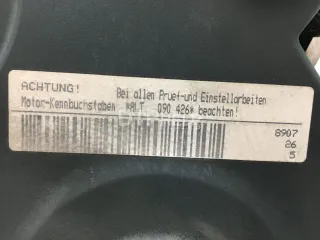 ACHTUNG!
Bei allen Pruef-und Einstellarbeiten
Motor-Kennbuchstaben *ALT 090 426* beachten!
8907
26
5